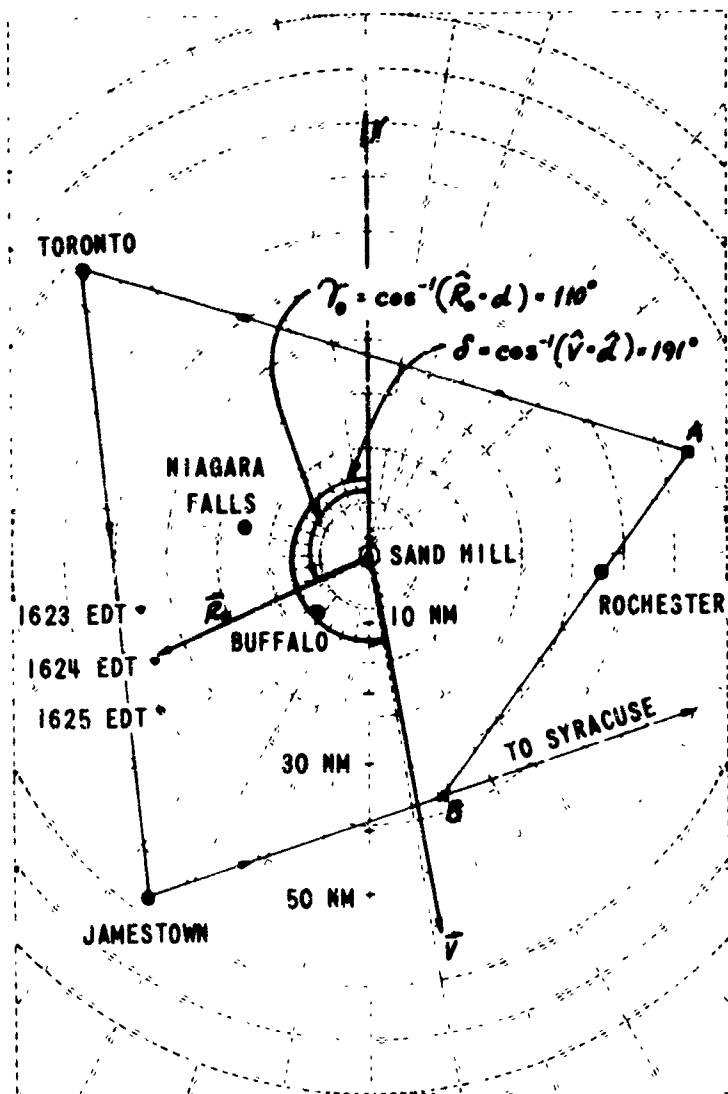 TORONTO
γ₀ = cos⁻¹(R̂₀·d) = 110°
δ = cos⁻¹(V̂·d̂) = 191°
A
NIAGARA
FALLS
SAND HILL
ROCHESTER
1623 EDT
10 NM
BUFFALO
1624 EDT
1625 EDT
TO SYRACUSE
30 NM
B
50 NM
JAMESTOWN
V